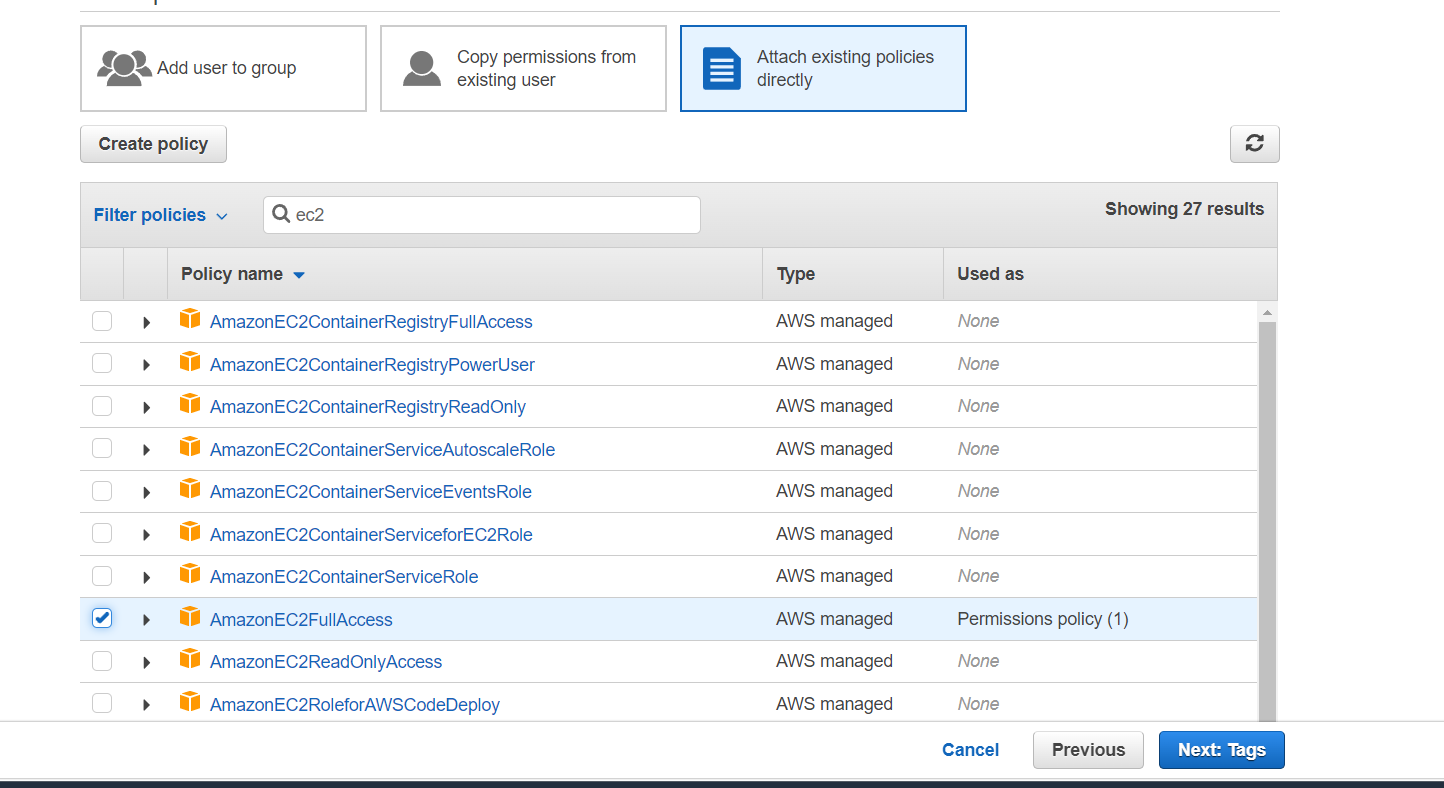 Add user to group
Copy permissions from
existing user
Attach existing policies
directly
Create policy
Filter policies
ec2
Showing 27 results
Policy name Type Used as
AmazonEC2ContainerRegistryFullAccess AWS managed None
AmazonEC2ContainerRegistryPowerUser AWS managed None
AmazonEC2ContainerRegistryReadOnly AWS managed None
AmazonEC2ContainerServiceAutoscaleRole AWS managed None
AmazonEC2ContainerServiceEventsRole AWS managed None
AmazonEC2ContainerServiceforEC2Role AWS managed None
AmazonEC2ContainerServiceRole AWS managed None
AmazonEC2FullAccess AWS managed Permissions policy (1)
AmazonEC2ReadOnlyAccess AWS managed None
AmazonEC2RoleforAWSCodeDeploy AWS managed None
Cancel Previous Next: Tags